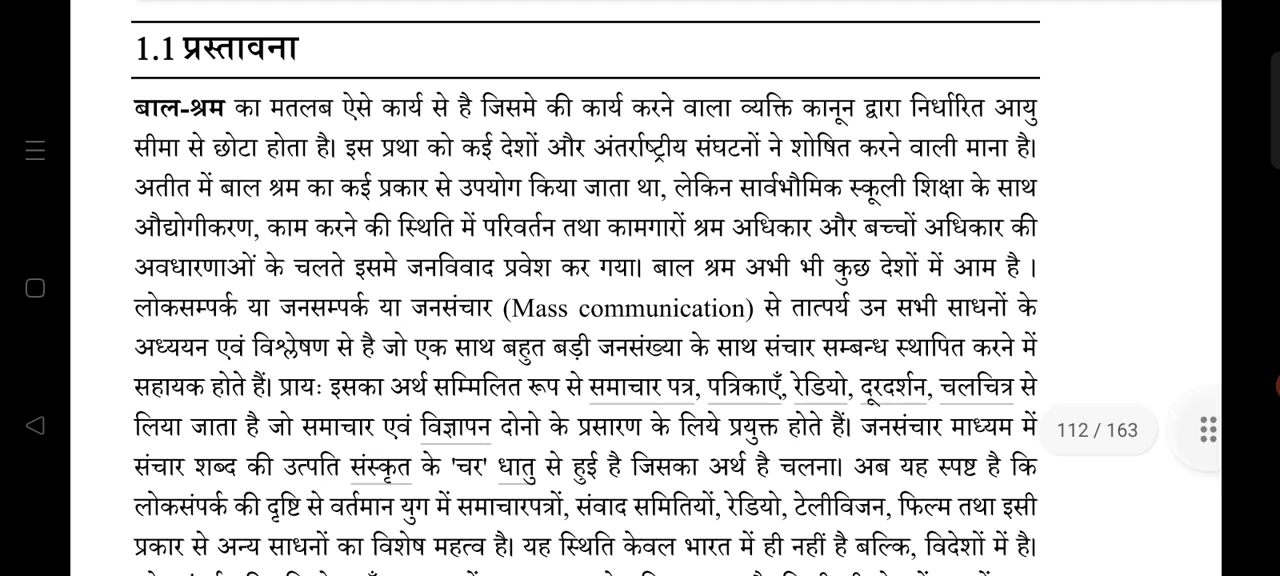 1.1 प्रस्तावना
बाल-श्रम का मतलब ऐसे कार्य से है जिसमे की कार्य करने वाला व्यक्ति कानून द्वारा निर्धारित आयु
सीमा से छोटा होता है। इस प्रथा को कई देशों और अंतर्राष्ट्रीय संघटनों ने शोषित करने वाली माना है।
अतीत में बाल श्रम का कई प्रकार से उपयोग किया जाता था, लेकिन सार्वभौमिक स्कूली शिक्षा के साथ
औद्योगीकरण, काम करने की स्थिति में परिवर्तन तथा कामगारों श्रम अधिकार और बच्चों अधिकार की
अवधारणाओं के चलते इसमे जनविवाद प्रवेश कर गया। बाल श्रम अभी भी कुछ देशों में आम है ।
लोकसम्पर्क या जनसम्पर्क या जनसंचार (Mass communication) से तात्पर्य उन सभी साधनों के
अध्ययन एवं विश्लेषण से है जो एक साथ बहुत बड़ी जनसंख्या के साथ संचार सम्बन्ध स्थापित करने में
सहायक होते हैं। प्रायः इसका अर्थ सम्मिलित रूप से समाचार पत्र, पत्रिकाएँ, रेडियो, दूरदर्शन, चलचित्र से
लिया जाता है जो समाचार एवं विज्ञापन दोनो के प्रसारण के लिये प्रयुक्त होते हैं। जनसंचार माध्यम में
संचार शब्द की उत्पति संस्कृत के 'चर' धातु से हुई है जिसका अर्थ है चलना। अब यह स्पष्ट है कि
लोकसंपर्क की दृष्टि से वर्तमान युग में समाचारपत्रों, संवाद समितियों, रेडियो, टेलीविजन, फिल्म तथा इसी
प्रकार से अन्य साधनों का विशेष महत्व है। यह स्थिति केवल भारत में ही नहीं है बल्कि, विदेशों में है।
112 / 163